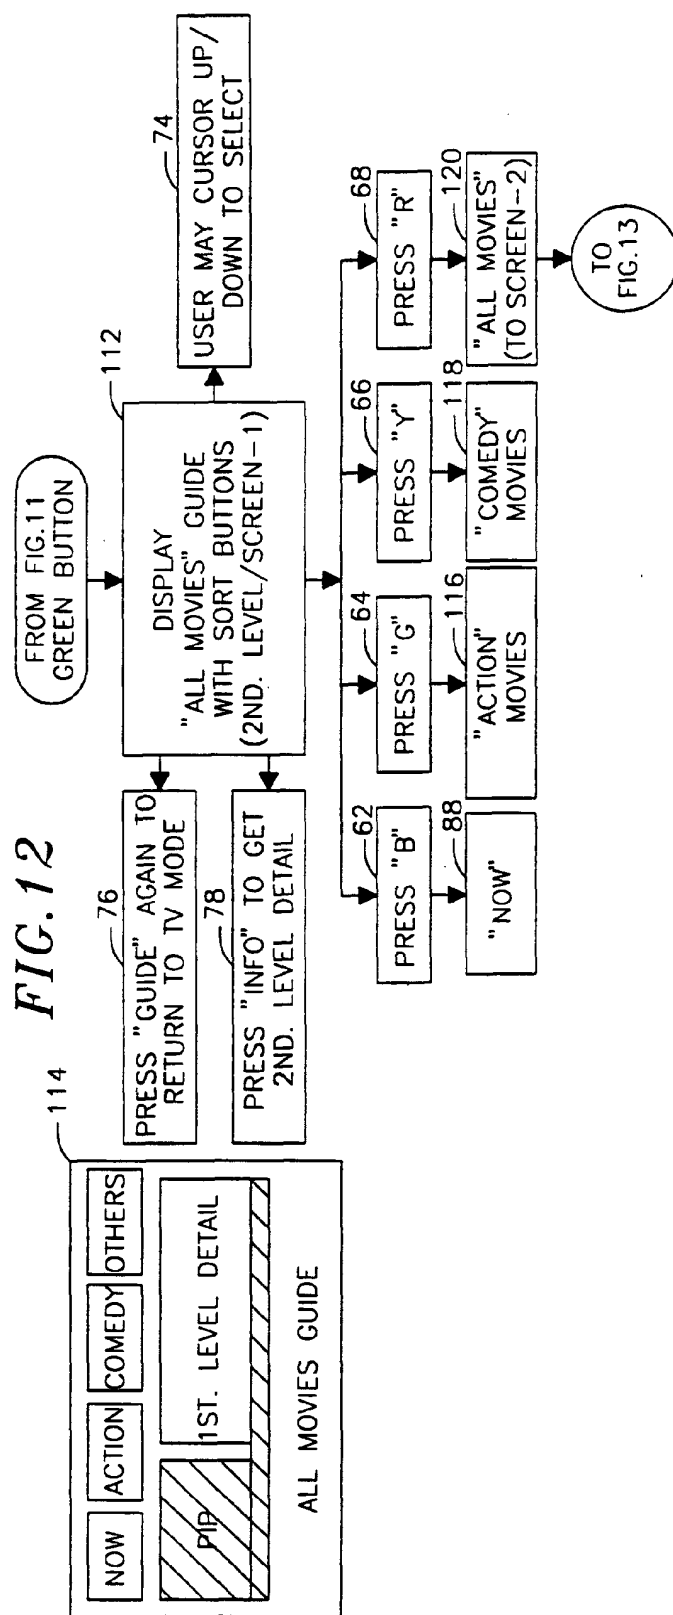 FIG.12
114
NOW
ACTION
COMEDY
OTHERS
PIP
1ST. LEVEL DETAIL
ALL MOVIES GUIDE
FROM FIG.11
GREEN BUTTON
112
DISPLAY
"ALL MOVIES" GUIDE
WITH SORT BUTTONS
(2ND. LEVEL/SCREEN-1)
74
USER MAY CURSOR UP/
DOWN TO SELECT
76
PRESS "GUIDE" AGAIN TO
RETURN TO TV MODE
78
PRESS "INFO" TO GET
2ND. LEVEL DETAIL
62
PRESS "B"
88
"NOW"
64
PRESS "G"
116
"ACTION"
MOVIES
66
PRESS "Y"
118
"COMEDY"
MOVIES
68
PRESS "R"
120
"ALL MOVIES"
(TO SCREEN-2)
TO
FIG.13